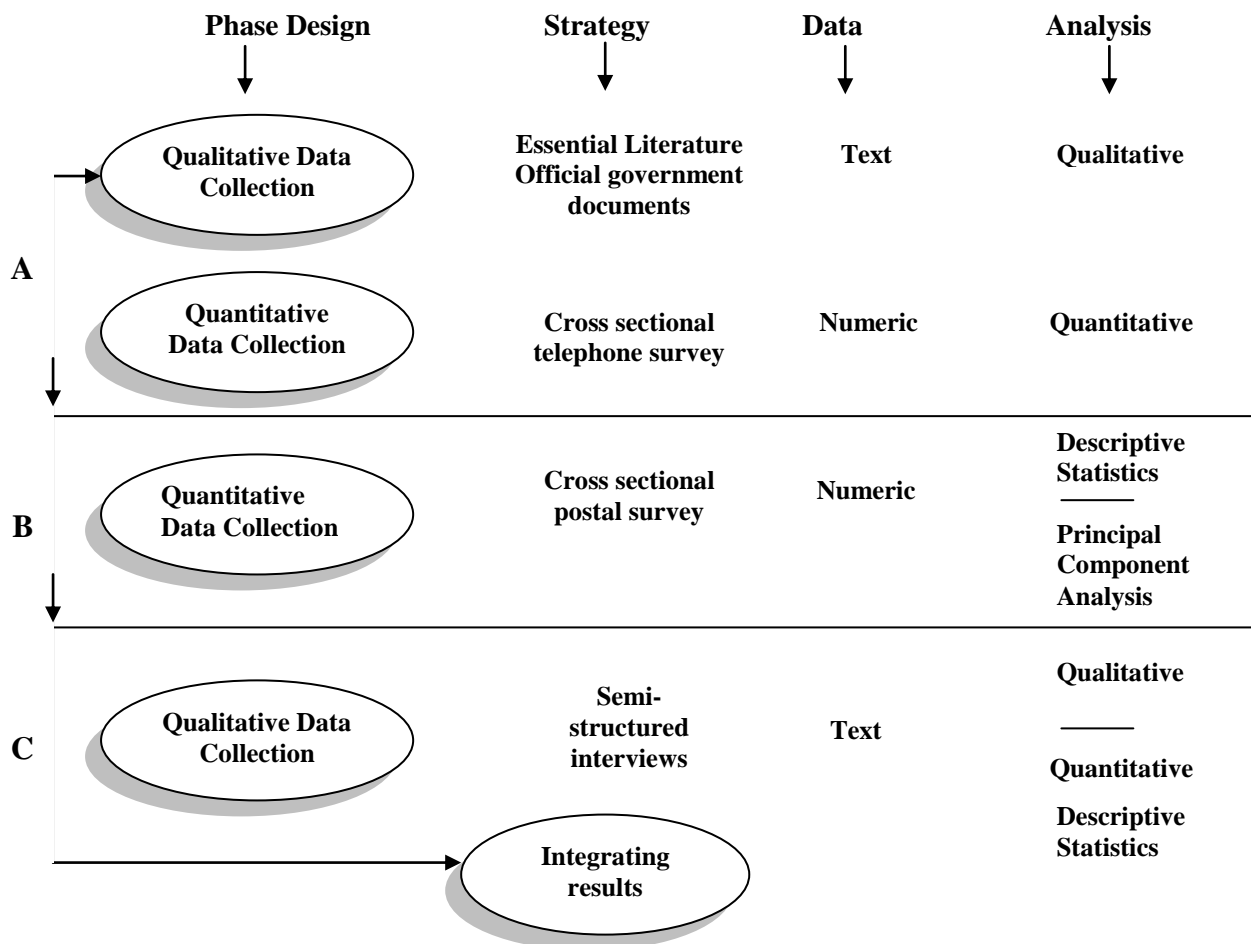 Phase Design
Strategy
Data
Analysis
Qualitative Data
Collection
Essential Literature
Official government
documents
Text
Qualitative
A
Quantitative
Data Collection
Cross sectional
telephone survey
Numeric
Quantitative
B
Quantitative
Data Collection
Cross sectional
postal survey
Numeric
Descriptive
Statistics
Principal
Component
Analysis
C
Qualitative Data
Collection
Semi-
structured
interviews
Text
Qualitative
Quantitative
Descriptive
Statistics
Integrating
results